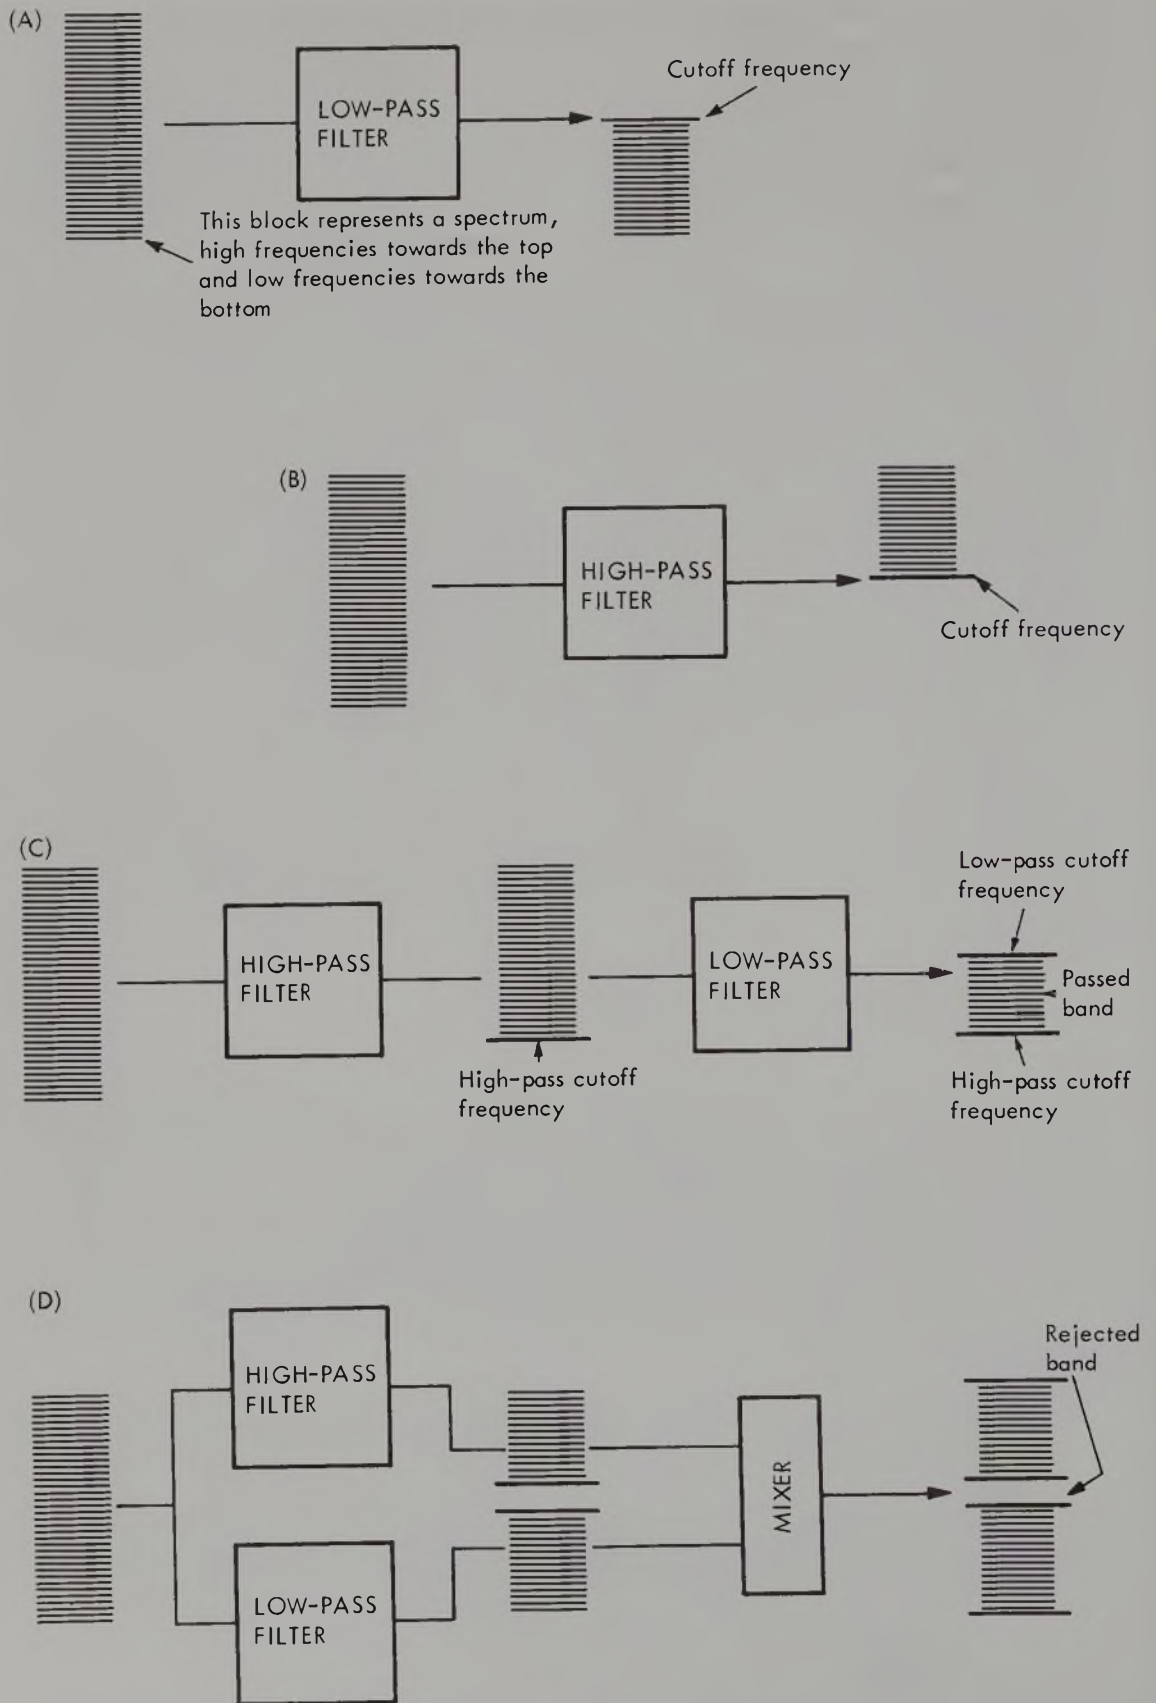 (A)
LOW-PASS
FILTER
Cutoff frequency
This block represents a spectrum,
high frequencies towards the top
and low frequencies towards the
bottom
(B)
HIGH-PASS
FILTER
Cutoff frequency
(C)
HIGH-PASS
FILTER
High-pass cutoff
frequency
LOW-PASS
FILTER
Low-pass cutoff
frequency
Passed
band
High-pass cutoff
frequency
(D)
HIGH-PASS
FILTER
LOW-PASS
FILTER
MIXER
Rejected
band